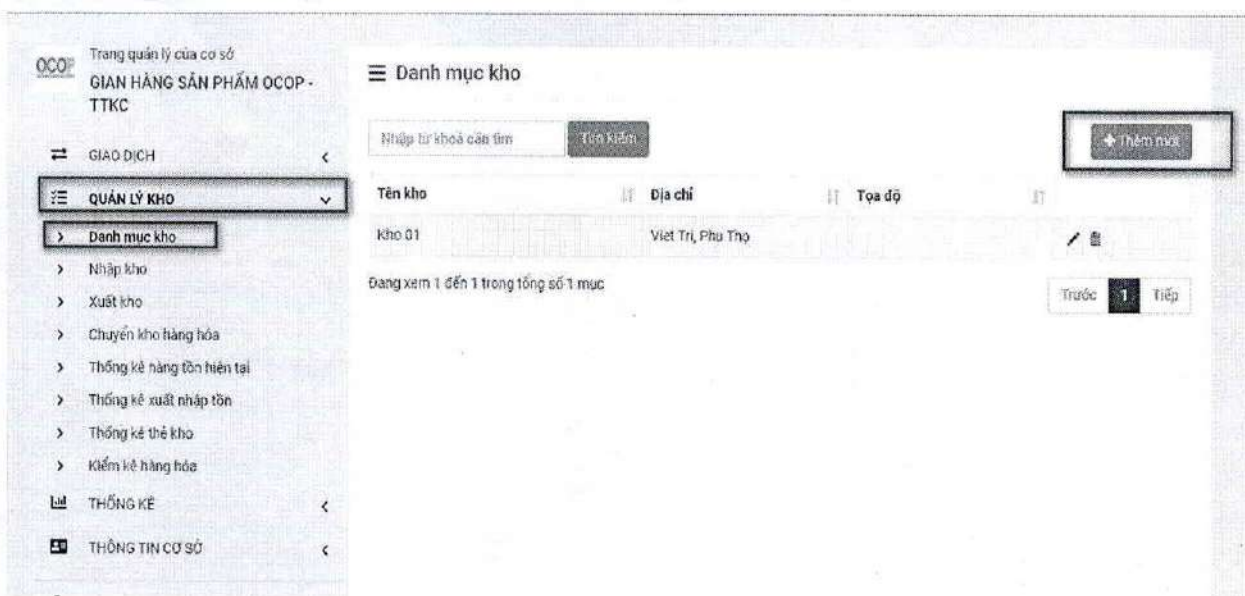 OCOP
Trang quản lý của cơ sở
GIAN HÀNG SẢN PHẨM OCOP -
TTKC
GIAO DỊCH
QUẢN LÝ KHO
Danh mục kho
Nhập kho
Xuất kho
Chuyển kho hàng hóa
Thống kê hàng tồn hiện tại
Thống kê xuất nhập tồn
Thống kê thẻ kho
Kiểm kê hàng hóa
THỐNG KÊ
THÔNG TIN CƠ SỞ
Danh mục kho
Nhập từ khoá cần tìm
Tìm kiếm
Thêm mới
Tên kho Địa chỉ Tọa độ
Kho 01 Việt Trì, Phú Thọ
Đang xem 1 đến 1 trong tổng số 1 mục
Trước 1 Tiếp